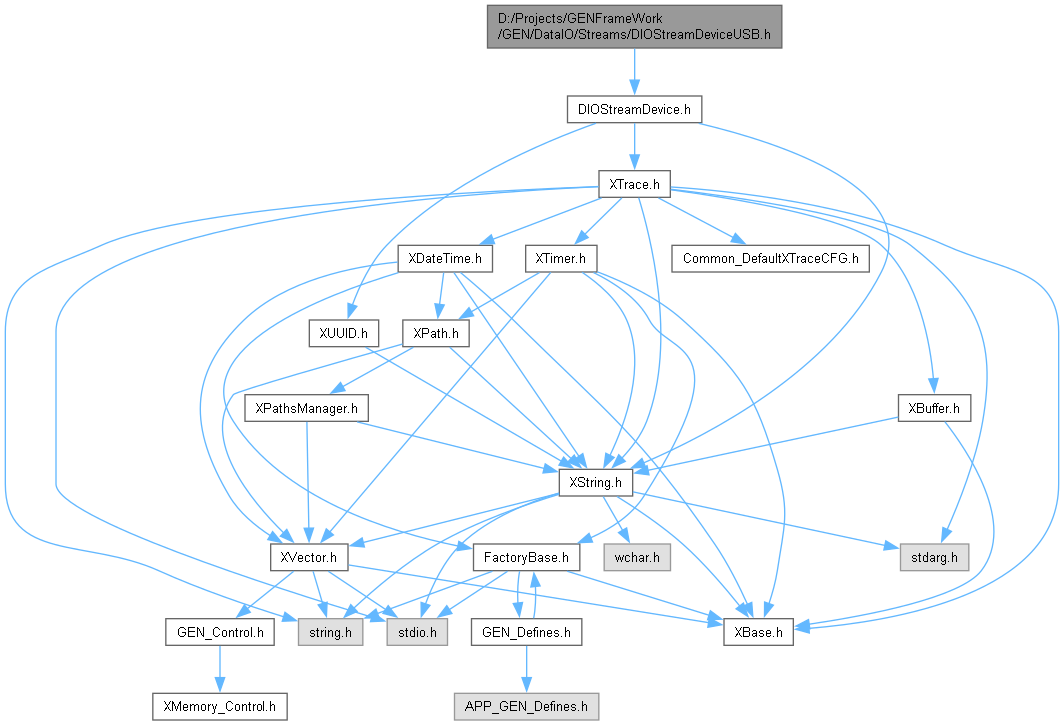 D:/Projects/GENFrameWork
/GEN/DataIO/Streams/DIOStreamDeviceUSB.h
DIOStreamDevice.h
XTrace.h
XDateTime.h
XTimer.h
Common_DefaultXTraceCFG.h
XUUID.h
XPath.h
XPathsManager.h
XBuffer.h
XString.h
XVector.h
FactoryBase.h
wchar.h
stdarg.h
GEN_Control.h
string.h
stdio.h
GEN_Defines.h
XBase.h
XMemory_Control.h
APP_GEN_Defines.h